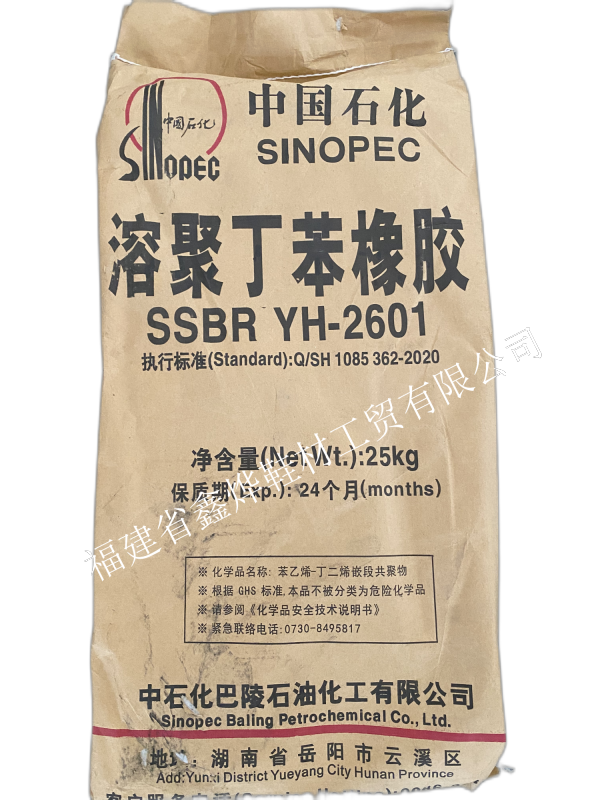 中国石化
SINOPEC
中国石化
SINOPEC
溶聚丁苯橡胶
SSBR YH-2601
执行标准(Standard):Q/SH 1085 362-2020
净含量(Net Wt.):25kg
保质期(Exp.): 24个月(months)
福建省鑫烨鞋材工贸有限公司
※ 化学品名称: 苯乙烯-丁二烯嵌段共聚物
※ 根据 GHS 标准,本品不被分类为危险化学品
※请参阅《化学品安全技术说明书》
※ 紧急联络电话:0730-8495817
中石化巴陵石油化工有限公司
Sinopec Baling Petrochemical Co., Ltd.
地址: 湖南省岳阳市云溪区
Add:Yunxi District Yueyang City Hunan Province